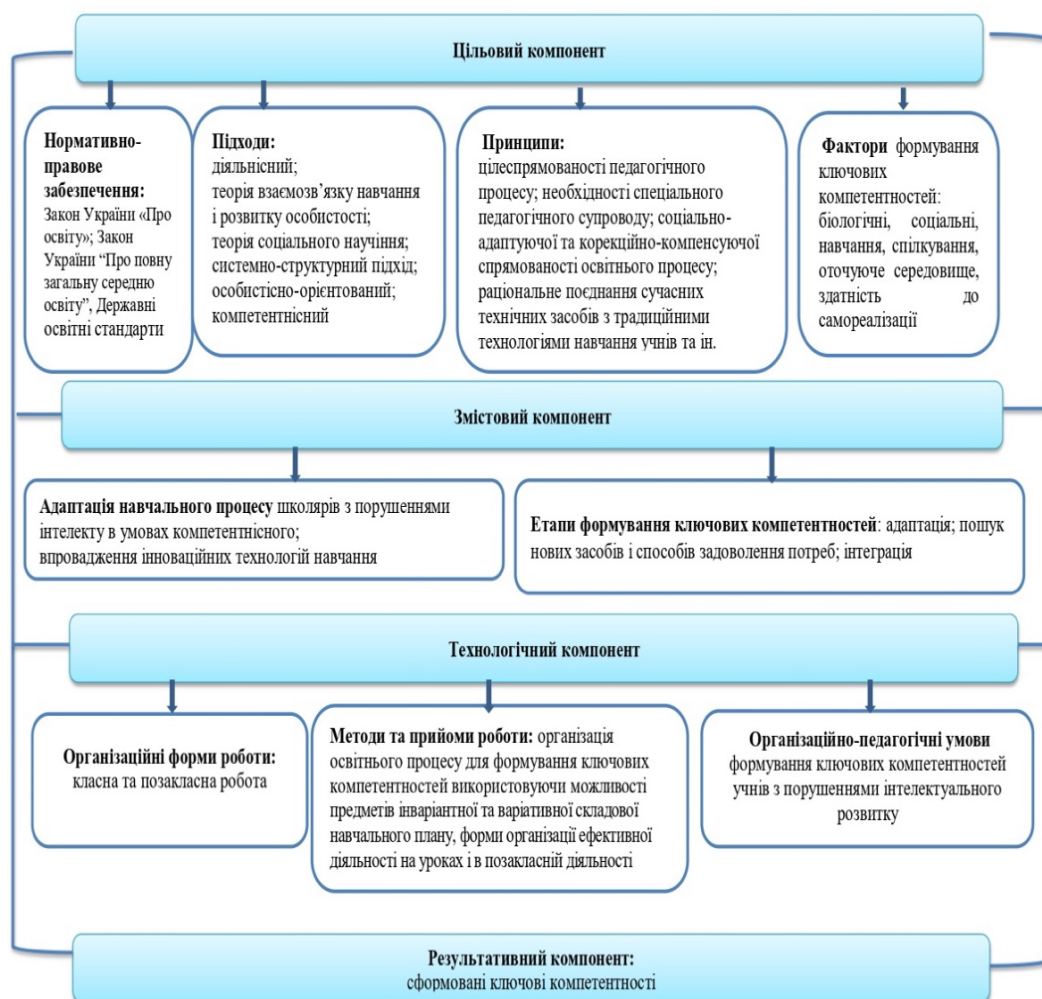 Цільовий компонент
Нормативно-
правове
забезпечення:
Закон України «Про
освіту»; Закон
України “Про повну
загальну середню
освіту”, Державні
освітні стандарти
Підходи:
діяльнісний;
теорія взаємозв’язку навчання
і розвитку особистості;
теорія соціального научіння;
системно-структурний підхід;
особистісно-орієнтований;
компетентнісний
Принципи:
цілеспрямованості педагогічного
процесу; необхідності спеціального
педагогічного супроводу; соціально-
адаптуючої та корекційно-компенсуючої
спрямованості освітнього процесу;
раціональне поєднання сучасних
технічних засобів з традиційними
технологіями навчання учнів та ін.
Фактори формування
ключових
компетентностей:
біологічні, соціальні,
навчання, спілкування,
оточуюче середовище,
здатність до
самореалізації
Змістовий компонент
Адаптація навчального процесу школярів з порушеннями
інтелекту в умовах компетентнісного;
впровадження інноваційних технологій навчання
Етапи формування ключових компетентностей: адаптація; пошук
нових засобів і способів задоволення потреб; інтеграція
Технологічний компонент
Організаційні форми роботи:
класна та позакласна робота
Методи та прийоми роботи: організація
освітнього процесу для формування ключових
компетентностей використовуючи можливості
предметів інваріантної та варіативної складової
навчального плану, форми організації ефективної
діяльності на уроках і в позакласній діяльності
Організаційно-педагогічні умови
формування ключових компетентностей
учнів з порушеннями інтелектуального
розвитку
Результативний компонент:
сформовані ключові компетентності